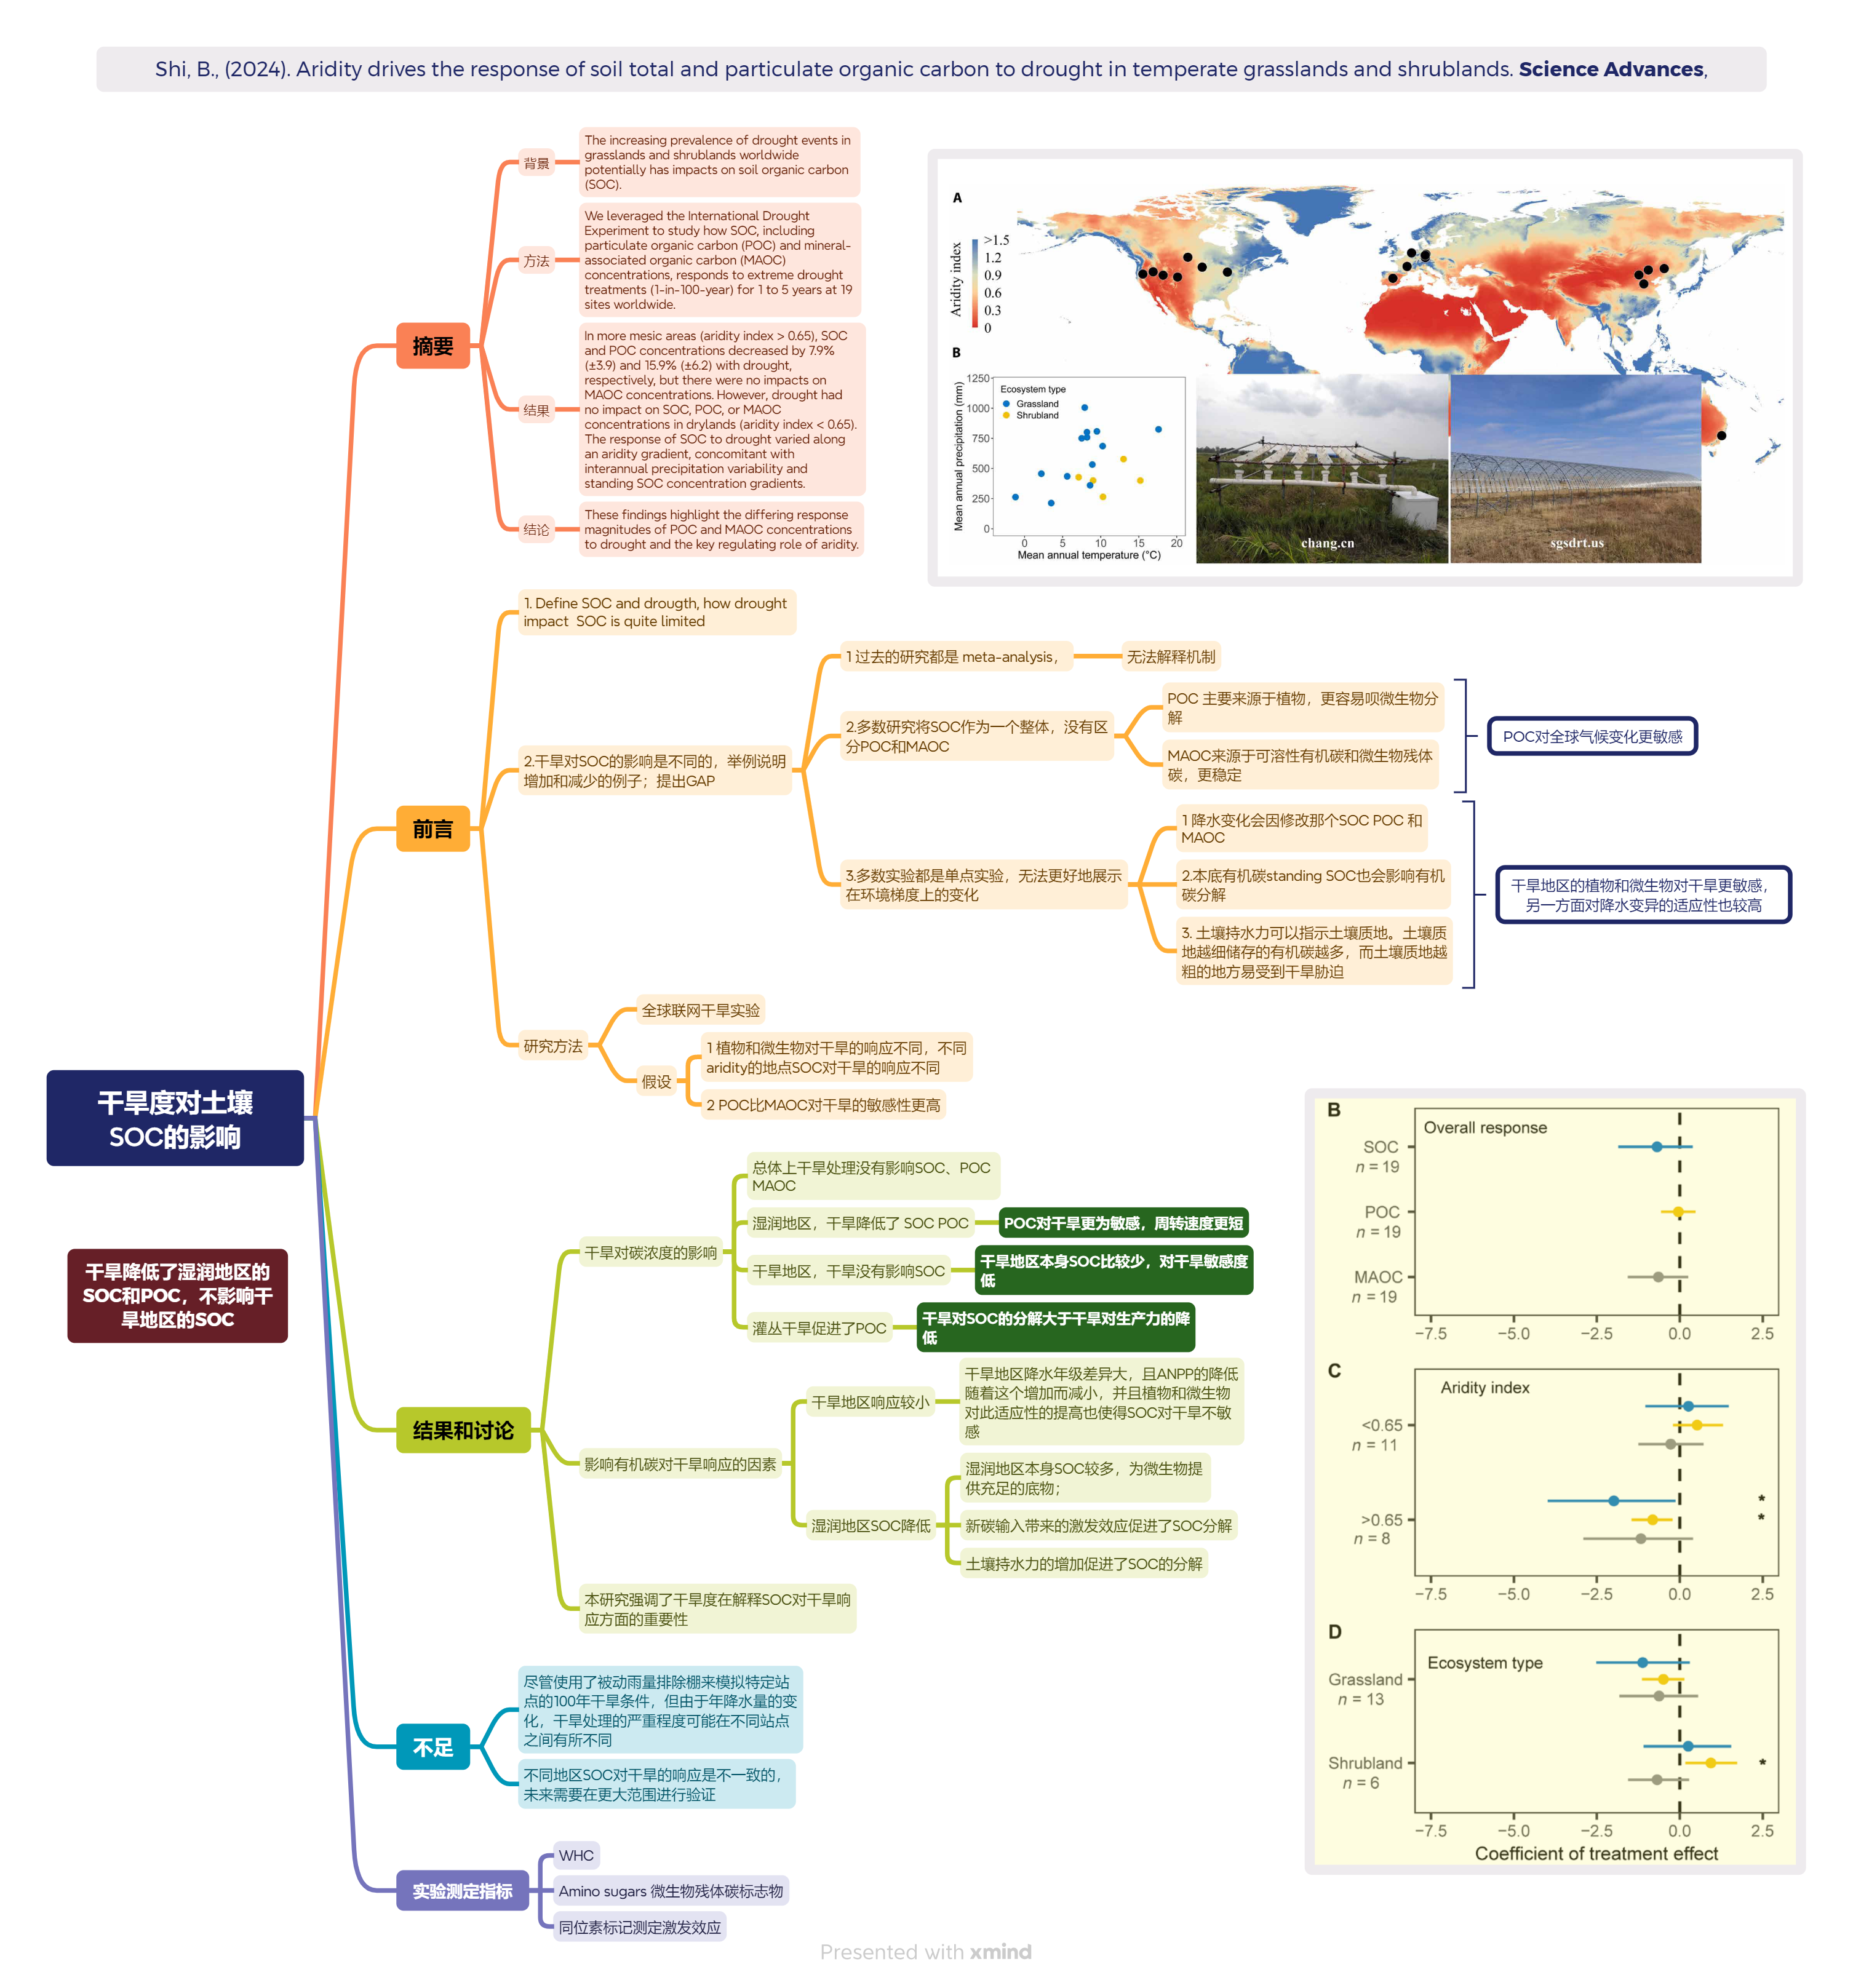 Shi, B., (2024). Aridity drives the response of soil total and particulate organic carbon to drought in temperate grasslands and shrublands. Science Advances,
干旱度对土壤
SOC的影响
干旱降低了湿润地区的
SOC和POC，不影响干
旱地区的SOC
摘要
背景
The increasing prevalence of drought events in
grasslands and shrublands worldwide
potentially has impacts on soil organic carbon
(SOC).
方法
We leveraged the International Drought
Experiment to study how SOC, including
particulate organic carbon (POC) and mineral-
associated organic carbon (MAOC)
concentrations, responds to extreme drought
treatments (1-in-100-year) for 1 to 5 years at 19
sites worldwide.
结果
In more mesic areas (aridity index > 0.65), SOC
and POC concentrations decreased by 7.9%
(±3.9) and 15.9% (±6.2) with drought,
respectively, but there were no impacts on
MAOC concentrations. However, drought had
no impact on SOC, POC, or MAOC
concentrations in drylands (aridity index < 0.65).
The response of SOC to drought varied along
an aridity gradient, concomitant with
interannual precipitation variability and
standing SOC concentration gradients.
结论
These findings highlight the differing response
magnitudes of POC and MAOC concentrations
to drought and the key regulating role of aridity.
A
Aridity index
>1.5
1.2
0.9
0.6
0.3
0
B
Mean annual precipitation (mm)
1250
1000
750
500
250
0
Ecosystem type
Grassland
Shrubland
0 5 10 15 20
Mean annual temperature (°C)
chang.cn
sgsdrt.us
前言
1. Define SOC and drougth, how drought
impact SOC is quite limited
2.干旱对SOC的影响是不同的，举例说明
增加和减少的例子；提出GAP
1 过去的研究都是 meta-analysis，
无法解释机制
2.多数研究将SOC作为一个整体，没有区
分POC和MAOC
POC 主要来源于植物，更容易呗微生物分
解
MAOC来源于可溶性有机碳和微生物残体
碳，更稳定
POC对全球气候变化更敏感
3.多数实验都是单点实验，无法更好地展示
在环境梯度上的变化
1 降水变化会因修改那个SOC POC 和
MAOC
2.本底有机碳standing SOC也会影响有机
碳分解
3. 土壤持水力可以指示土壤质地。土壤质
地越细储存的有机碳越多，而土壤质地越
粗的地方易受到干旱胁迫
干旱地区的植物和微生物对干旱更敏感，
另一方面对降水变异的适应性也较高
研究方法
全球联网干旱实验
假设
1 植物和微生物对干旱的响应不同，不同
aridity的地点SOC对干旱的响应不同
2 POC比MAOC对干旱的敏感性更高
结果和讨论
干旱对碳浓度的影响
总体上干旱处理没有影响SOC、POC
MAOC
湿润地区，干旱降低了 SOC POC
POC对干旱更为敏感，周转速度更短
干旱地区，干旱没有影响SOC
干旱地区本身SOC比较少，对干旱敏感度
低
灌丛干旱促进了POC
干旱对SOC的分解大于干旱对生产力的降
低
影响有机碳对干旱响应的因素
干旱地区响应较小
干旱地区降水年级差异大，且ANPP的降低
随着这个增加而减小，并且植物和微生物
对此适应性的提高也使得SOC对干旱不敏
感
湿润地区SOC降低
湿润地区本身SOC较多，为微生物提
供充足的底物；
新碳输入带来的激发效应促进了SOC分解
土壤持水力的增加促进了SOC的分解
本研究强调了干旱度在解释SOC对干旱响
应方面的重要性
B
Overall response
SOC
n = 19
POC
n = 19
MAOC
n = 19
−7.5 −5.0 −2.5 0.0 2.5
C
Aridity index
<0.65
n = 11
*
>0.65
*
n = 8
−7.5 −5.0 −2.5 0.0 2.5
D
Ecosystem type
Grassland
n = 13
Shrubland *
n = 6
−7.5 −5.0 −2.5 0.0 2.5
Coefficient of treatment effect
不足
尽管使用了被动雨量排除棚来模拟特定站
点的100年干旱条件，但由于年降水量的变
化，干旱处理的严重程度可能在不同站点
之间有所不同
不同地区SOC对干旱的响应是不一致的，
未来需要在更大范围进行验证
实验测定指标
WHC
Amino sugars 微生物残体碳标志物
同位素标记测定激发效应
Presented with xmind